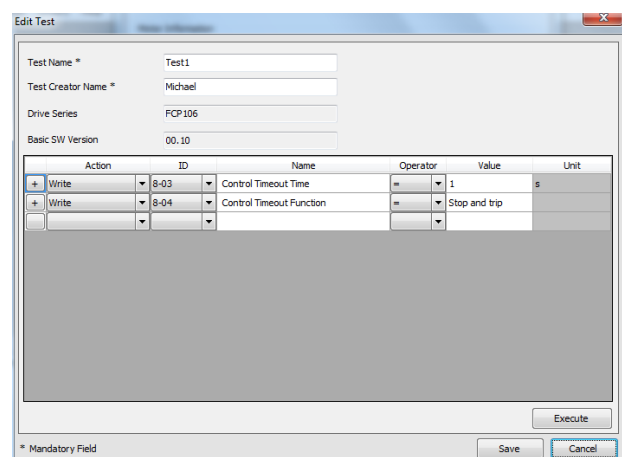 Edit Test
Test Name * Test1
Test Creator Name * Michael
Drive Series FCP106
Basic SW Version 00.10
Action ID Name Operator Value Unit
+ Write 8-03 Control Timeout Time = 1 s
+ Write 8-04 Control Timeout Function = Stop and trip
Execute
* Mandatory Field Save Cancel